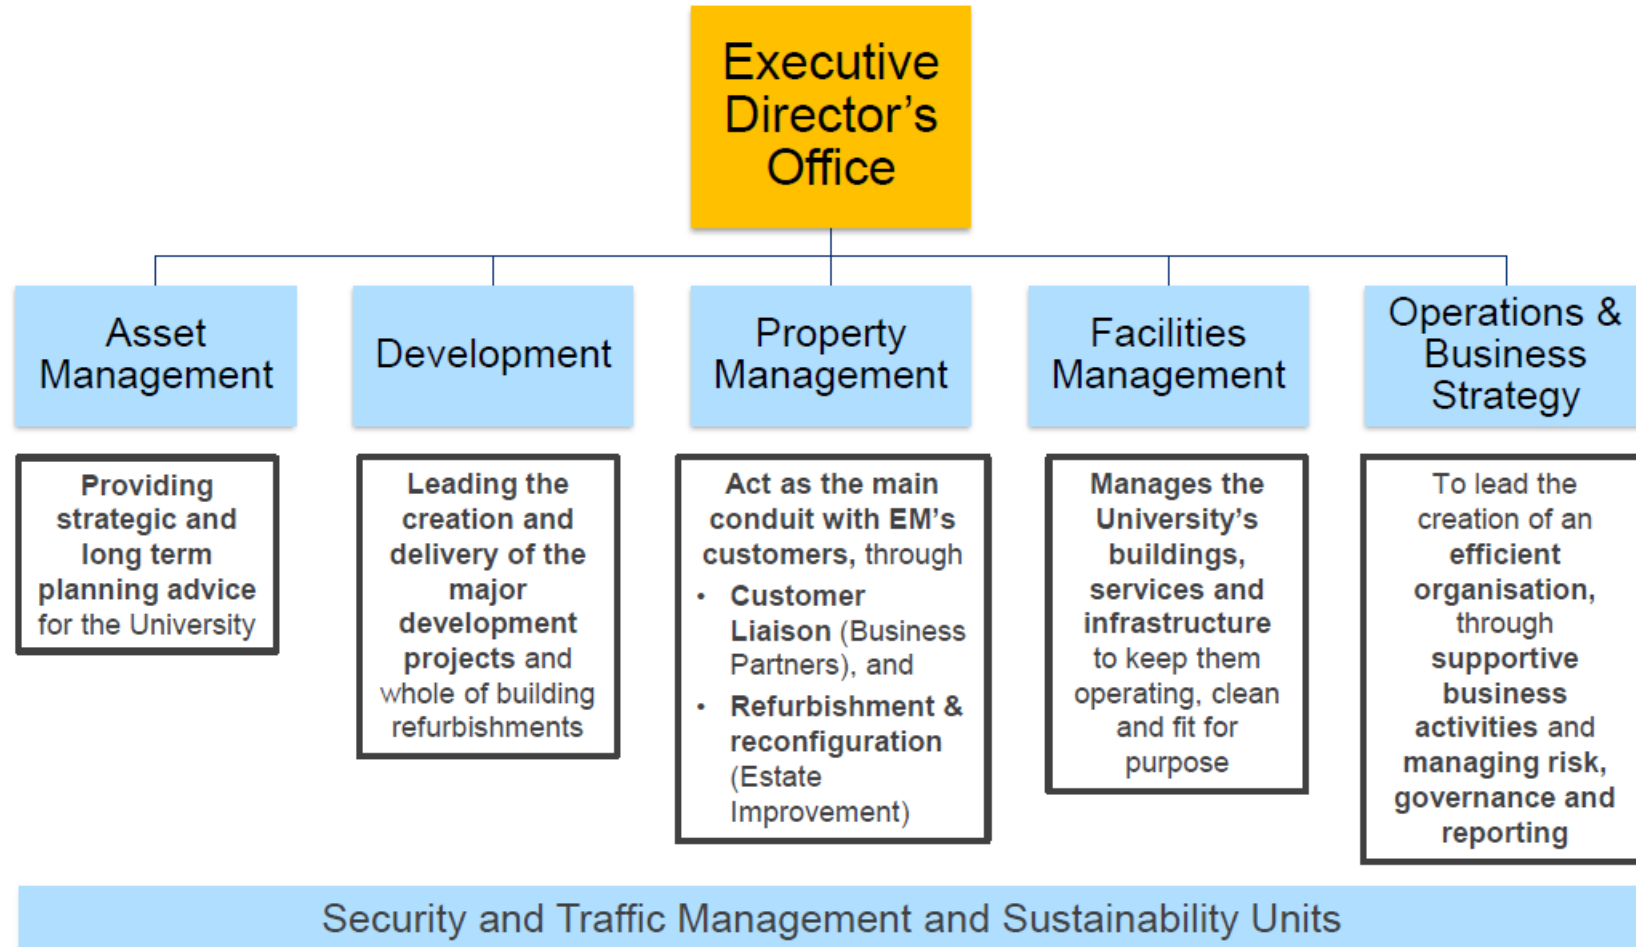 Executive
Director’s
Office
Asset
Management
Development
Property
Management
Facilities
Management
Operations &
Business
Strategy
Providing
strategic and
long term
planning advice
for the University
Leading the
creation and
delivery of the
major
development
projects and
whole of building
refurbishments
Act as the main
conduit with EM’s
customers, through
• Customer
Liaison (Business
Partners), and
• Refurbishment &
reconfiguration
(Estate
Improvement)
Manages the
University’s
buildings,
services and
infrastructure
to keep them
operating, clean
and fit for
purpose
To lead the
creation of an
efficient
organisation,
through
supportive
business
activities and
managing risk,
governance and
reporting
Security and Traffic Management and Sustainability Units